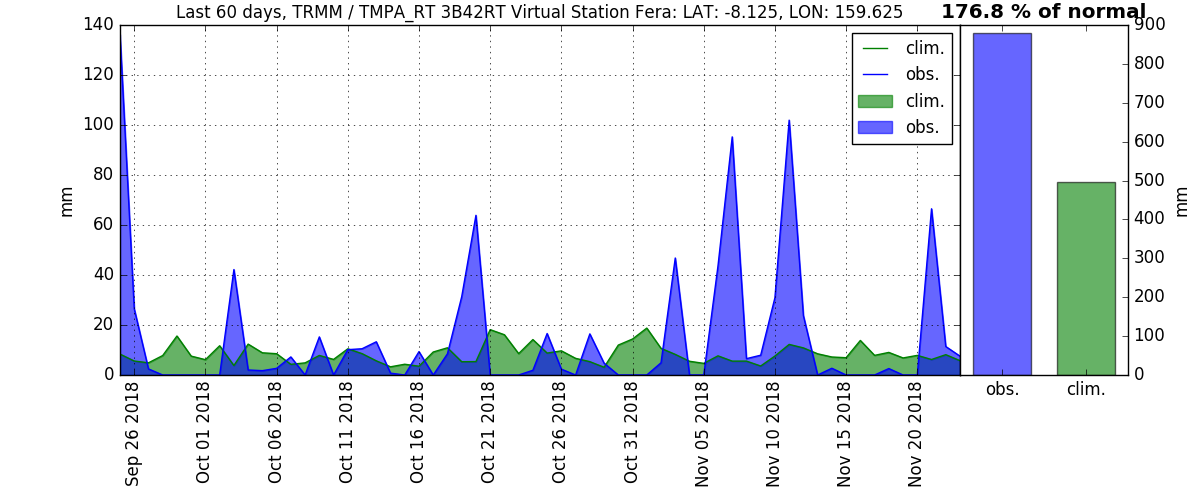 Last 60 days, TRMM / TMPA_RT 3B42RT Virtual Station Fera: LAT: -8.125, LON: 159.625
176.8 % of normal
140
120
100
80
60
40
20
0
mm
clim.
obs.
clim.
obs.
Sep 26 2018
Oct 01 2018
Oct 06 2018
Oct 11 2018
Oct 16 2018
Oct 21 2018
Oct 26 2018
Oct 31 2018
Nov 05 2018
Nov 10 2018
Nov 15 2018
Nov 20 2018
900
800
700
600
500
400
300
200
100
0
mm
obs.
clim.